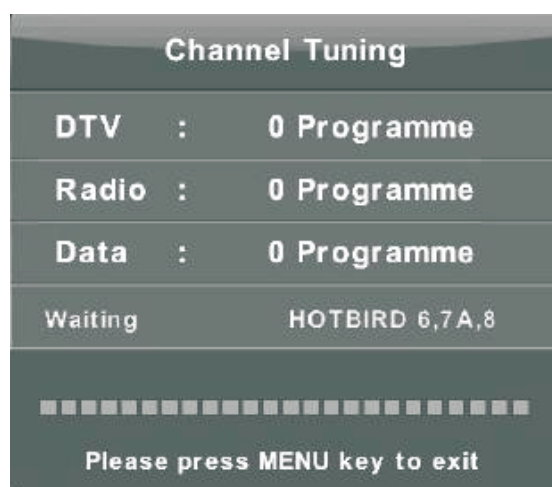 Channel Tuning
DTV : 0 Programme
Radio : 0 Programme
Data : 0 Programme
Waiting HOTBIRD 6,7A,8
Please press MENU key to exit